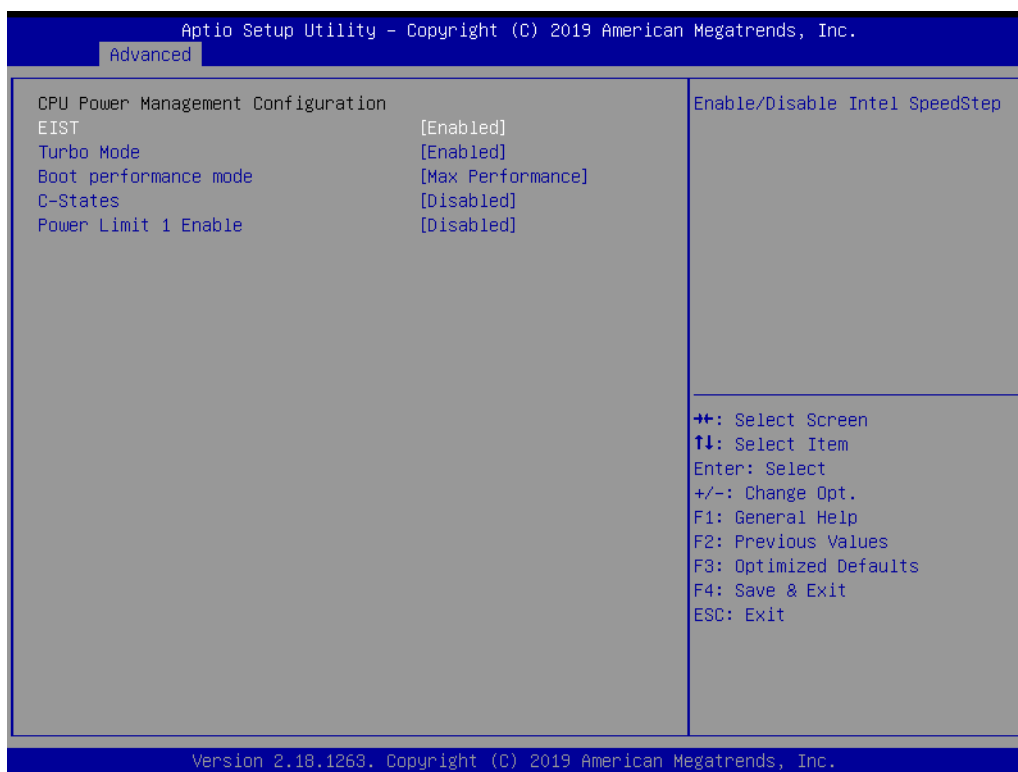 Aptio Setup Utility – Copyright (C) 2019 American Megatrends, Inc.
Advanced
CPU Power Management Configuration
EIST [Enabled]
Turbo Mode [Enabled]
Boot performance mode [Max Performance]
C-States [Disabled]
Power Limit 1 Enable [Disabled]
Enable/Disable Intel SpeedStep
→←: Select Screen
↑↓: Select Item
Enter: Select
+/-: Change Opt.
F1: General Help
F2: Previous Values
F3: Optimized Defaults
F4: Save & Exit
ESC: Exit
Version 2.18.1263. Copyright (C) 2019 American Megatrends, Inc.